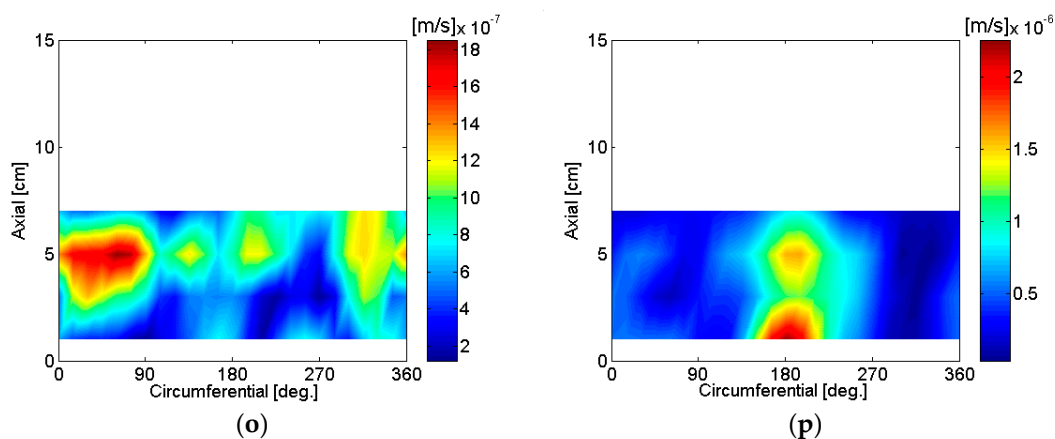 [m/s]x 10-7
15
10
5
0
Axial [cm]
0 90 180 270 360
Circumferential [deg.]
18
16
14
12
10
8
6
4
2
(o)
[m/s]x 10-6
15
10
5
0
Axial [cm]
0 90 180 270 360
Circumferential [deg.]
2
1.5
1
0.5
(p)